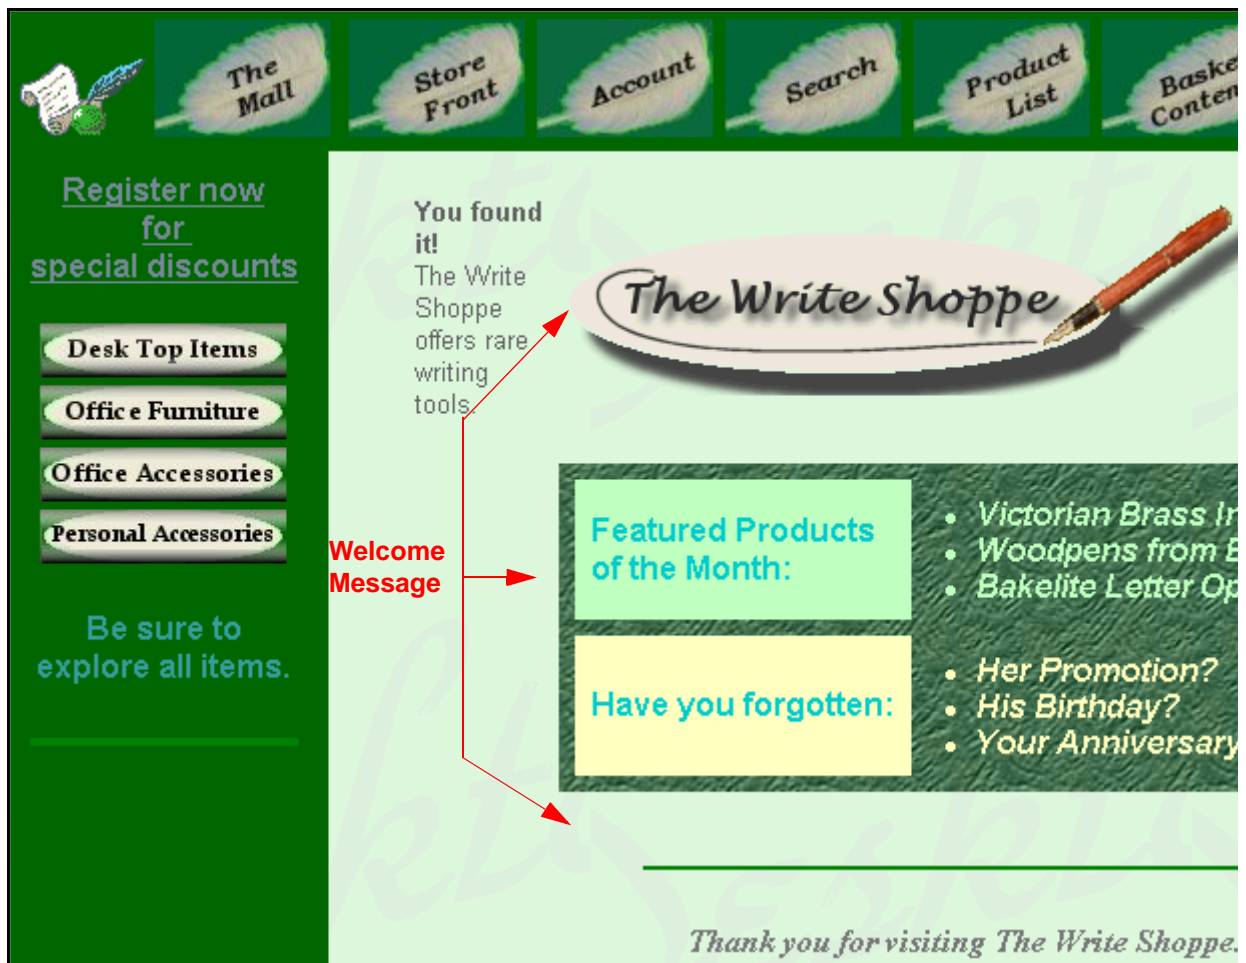 The
Mall
Store
Front
Account
Search
Product
List
Register now
for
special discounts
Desk Top Items
Office Furniture
Office Accessories
Personal Accessories
Be sure to
explore all items.
You found
it!
The Write
Shoppe
offers rare
writing
tools.
The Write Shoppe
Welcome
Message
Featured Products
of the Month:
Victorian Brass
Woodpens from
Bakelite Letter
Have you forgotten:
Her Promotion?
His Birthday?
Your Anniversary
Thank you for visiting The Write Shoppe.